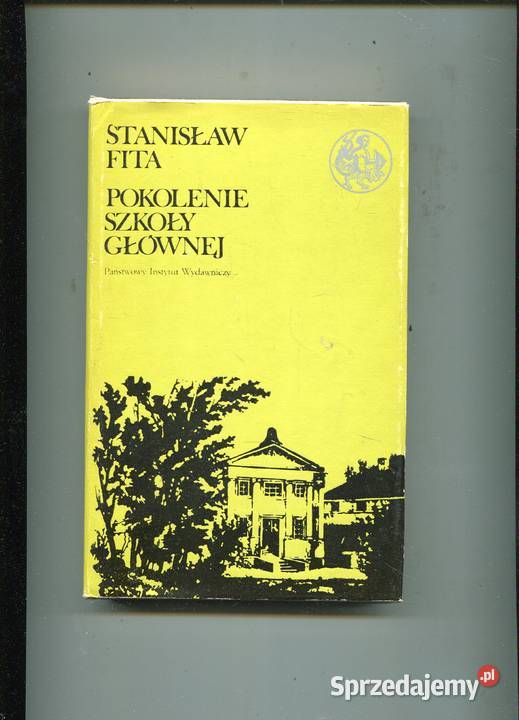 STANISŁAW
FITA
POKOLENIE
SZKOŁY
GŁÓWNEJ
Państwowy Instytut Wydawniczy
Sprzedajemy.pl